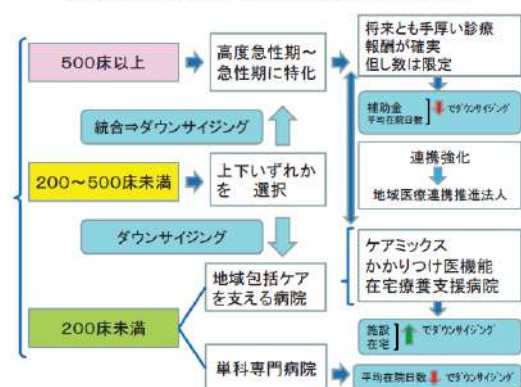 500床以上
高度急性期～
急性期に特化
将来とも手厚い診療
報酬が確実
但し数は限定
補助金
平均在院日数
でダウンサイジング
統合⇒ダウンサイジング
200～500床未満
上下いずれか
を 選択
連携強化
地域医療連携推進法人
ダウンサイジング
地域包括ケア
を支える病院
ケアミックス
かかりつけ医機能
在宅療養支援病院
200床未満
施設
在宅
でダウンサイジング
単科専門病院
平均在院日数
でダウンサイジング